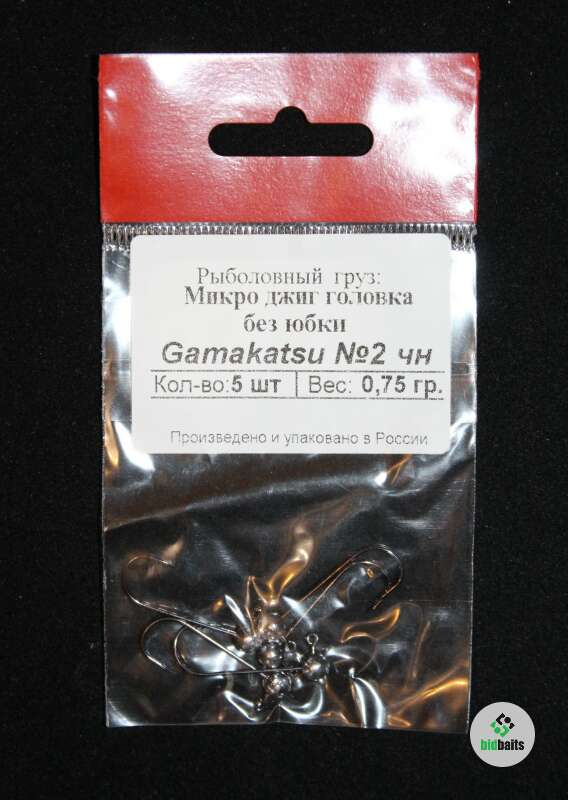 Рыболовный груз:
Микро джиг головка
без юбки
Gamakatsu №2 чн
Кол-во:5 шт Вес: 0,75 гр.
Произведено и упаковано в России
bidbaits